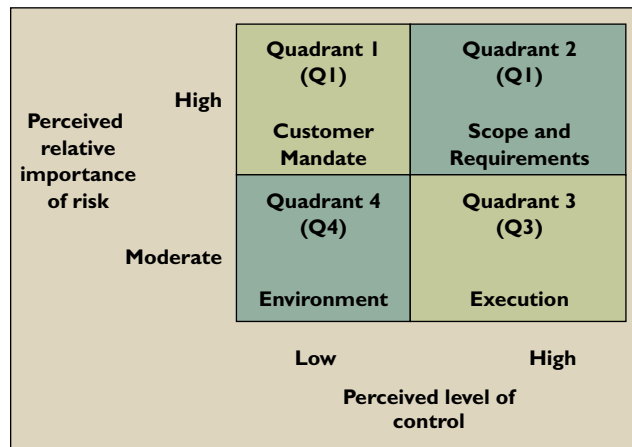 Quadrant 1
(Q1)
Customer
Mandate
Quadrant 2
(Q1)
Scope and
Requirements
High
Perceived
relative
importance
of risk
Quadrant 4
(Q4)
Environment
Quadrant 3
(Q3)
Execution
Moderate
Low
High
Perceived level of
control